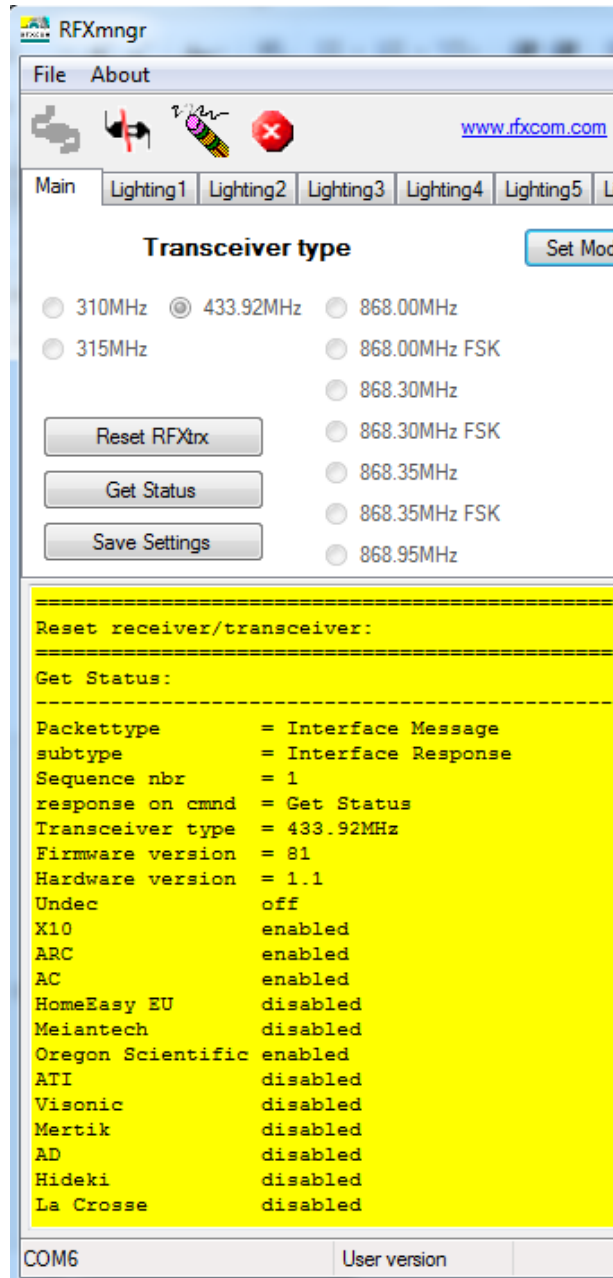 RFXmngr
File About
www.rfxcom.com
Main Lighting1 Lighting2 Lighting3 Lighting4 Lighting5 L
Transceiver type Set Mod
310MHz 433.92MHz 868.00MHz
315MHz 868.00MHz FSK
868.30MHz
Reset RFXtrx 868.30MHz FSK
868.35MHz
Get Status
868.35MHz FSK
Save Settings
868.95MHz
================================================
Reset receiver/transceiver:
================================================
Get Status:
------------------------------------------------
Packettype = Interface Message
subtype = Interface Response
Sequence nbr = 1
response on cmnd = Get Status
Transceiver type = 433.92MHz
Firmware version = 81
Hardware version = 1.1
Undec off
X10 enabled
ARC enabled
AC enabled
HomeEasy EU disabled
Meiantech disabled
Oregon Scientific enabled
ATI disabled
Visonic disabled
Mertik disabled
AD disabled
Hideki disabled
La Crosse disabled
COM6 User version